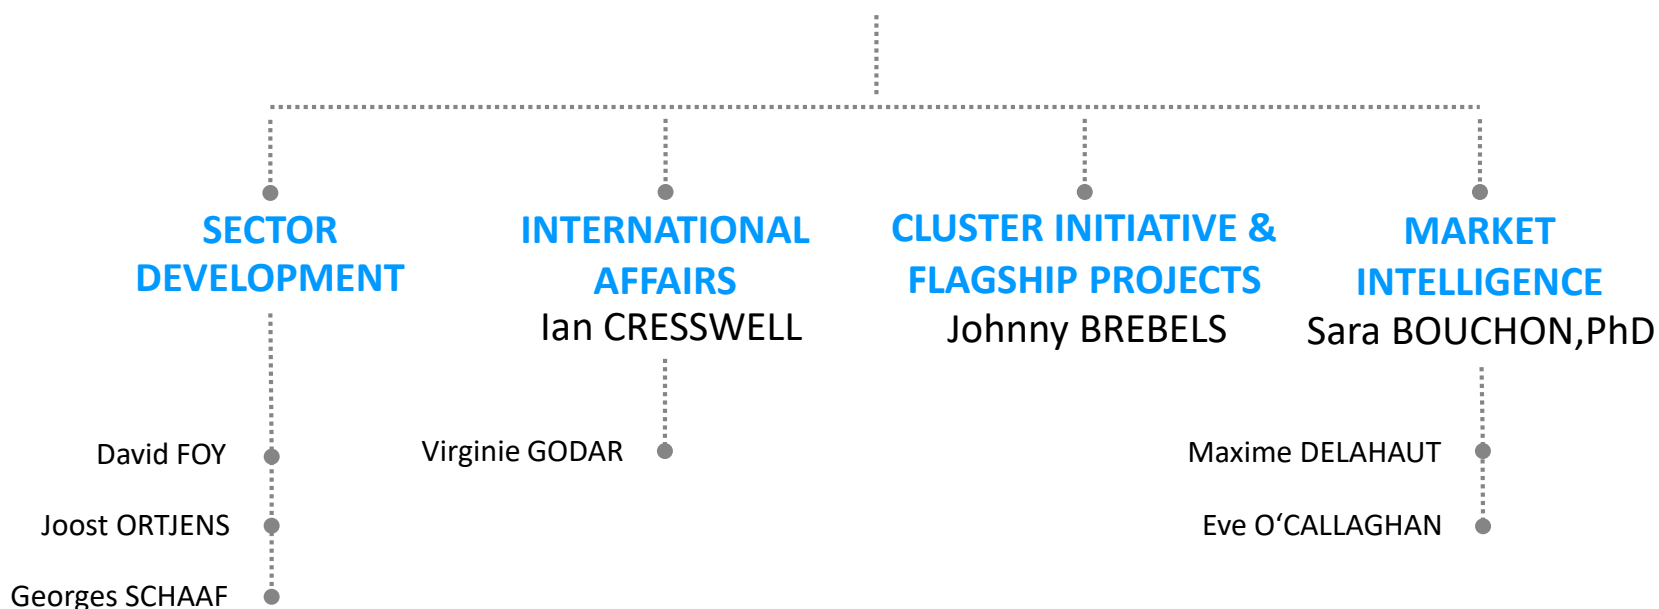 SECTOR
DEVELOPMENT
INTERNATIONAL
AFFAIRS
Ian CRESSWELL
CLUSTER INITIATIVE &
FLAGSHIP PROJECTS
Johnny BREBELS
MARKET
INTELLIGENCE
Sara BOUCHON,PhD
David FOY
Joost ORTJENS
Georges SCHAAF
Virginie GODAR
Maxime DELAHAUT
Eve O‘CALLAGHAN